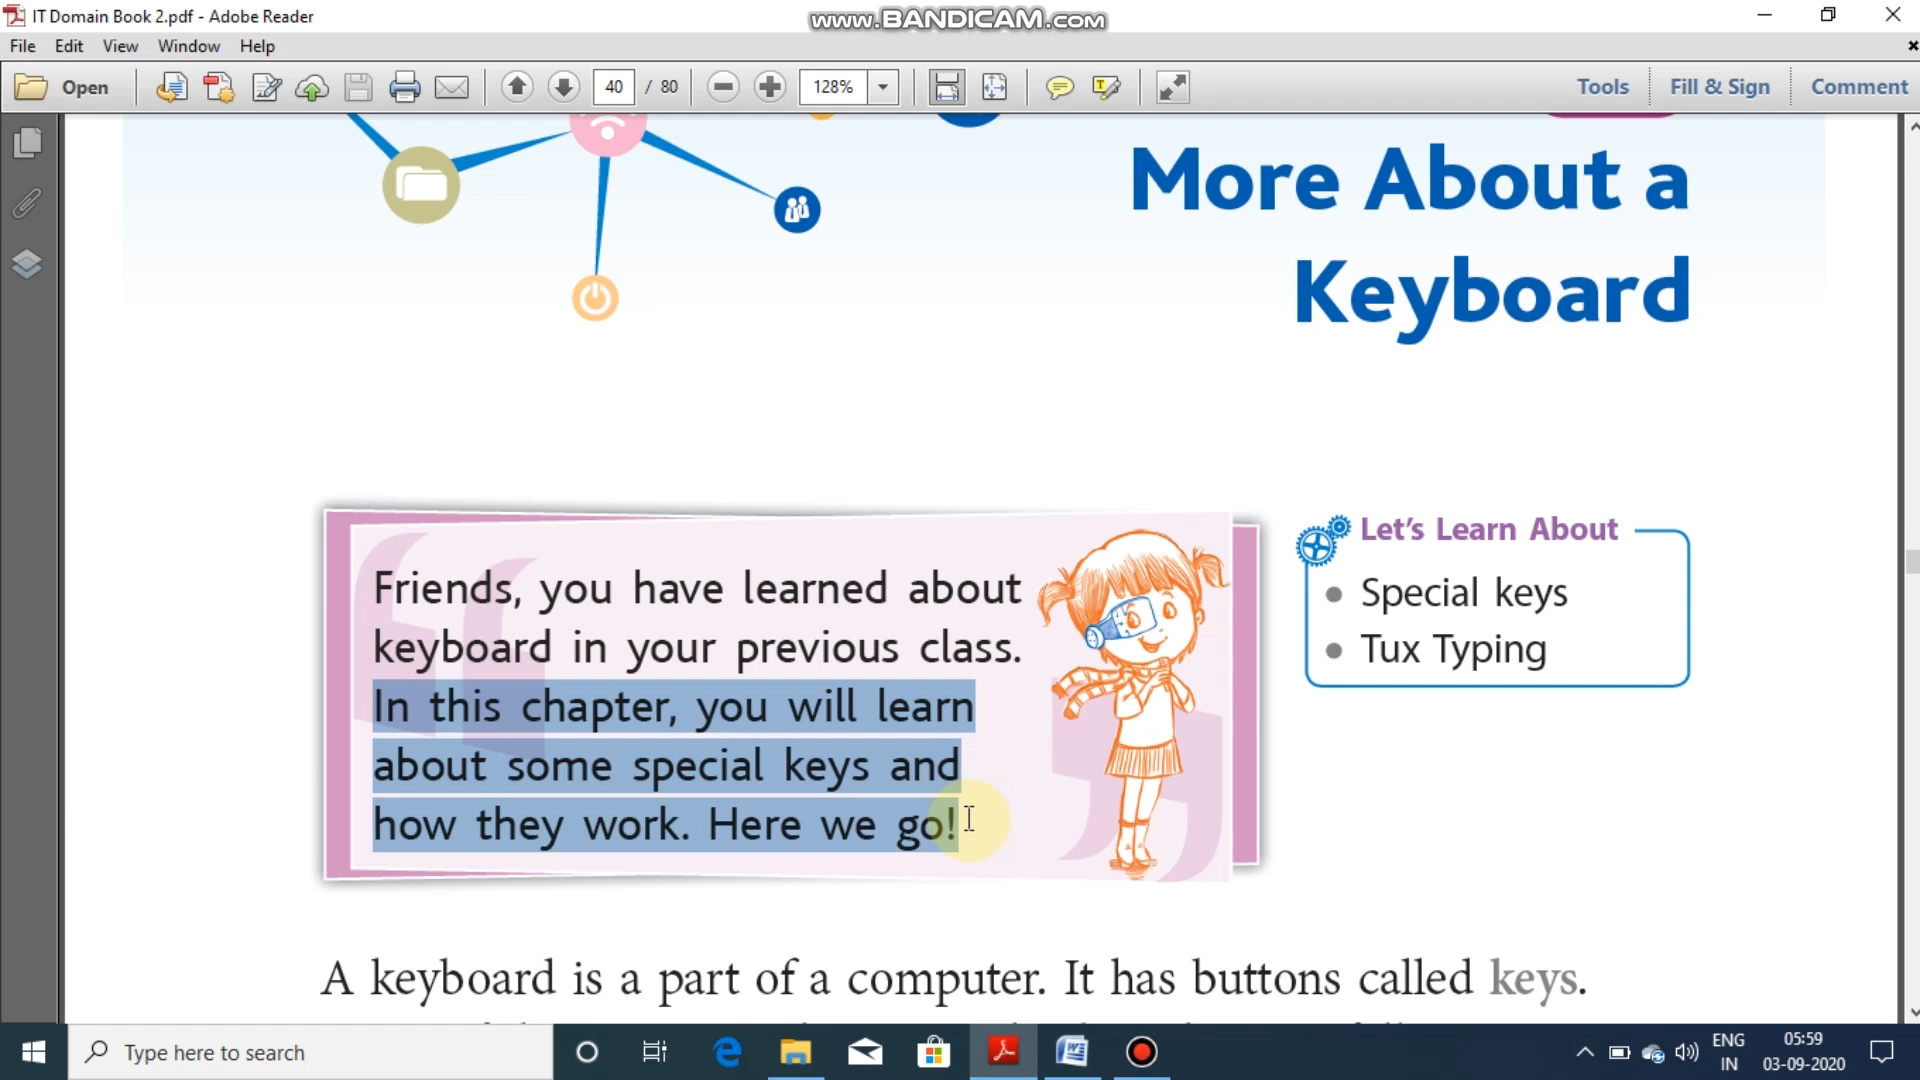 IT Domain Book 2.pdf - Adobe Reader
www.BANDICAM.com
File Edit View Window Help
Open 40 / 80 128% Tools Fill & Sign Comment
More About a
Keyboard
Friends, you have learned about
keyboard in your previous class.
In this chapter, you will learn
about some special keys and
how they work. Here we go!
Let's Learn About
Special keys
Tux Typing
A keyboard is a part of a computer. It has buttons called keys.
Type here to search
ENG
IN
05:59
03-09-2020